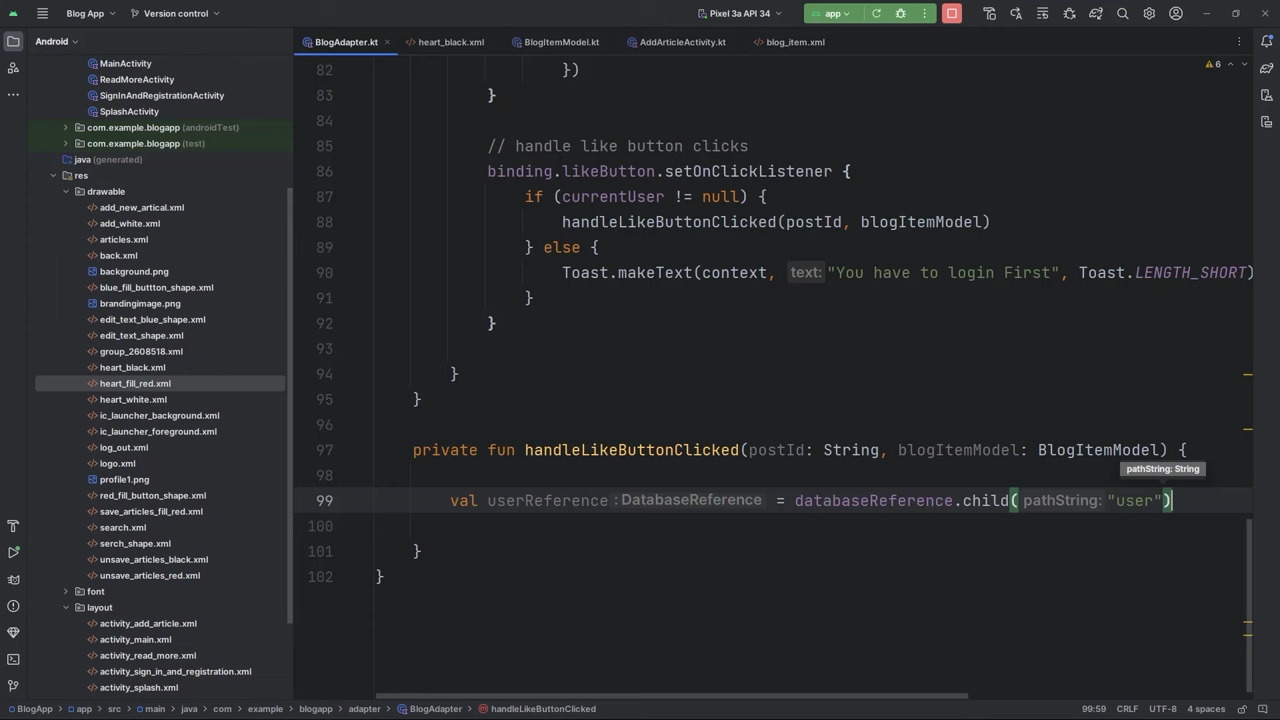 Blog App
Version control
Pixel 3a API 34
app
Android
BlogAdapter.kt
heart_black.xml
BlogItemModel.kt
AddArticleActivity.kt
blog_item.xml
MainActivity
ReadMoreActivity
SignInAndRegistrationActivity
SplashActivity
com.example.blogapp (androidTest)
com.example.blogapp (test)
java (generated)
res
drawable
add_new_artical.xml
add_white.xml
articles.xml
back.xml
background.png
blue_fill_buttton_shape.xml
brandingimage.png
edit_text_blue_shape.xml
edit_text_shape.xml
group_2608518.xml
heart_black.xml
heart_fill_red.xml
heart_white.xml
ic_launcher_background.xml
ic_launcher_foreground.xml
log_out.xml
logo.xml
profile1.png
red_fill_button_shape.xml
save_articles_fill_red.xml
search.xml
serch_shape.xml
unsave_articles_black.xml
unsave_articles_red.xml
font
layout
activity_add_article.xml
activity_main.xml
activity_read_more.xml
activity_sign_in_and_registration.xml
activity_splash.xml
6
82 })
83 }
84
85 // handle like button clicks
86 binding.likeButton.setOnClickListener {
87 if (currentUser != null) {
88 handleLikeButtonClicked(postId, blogItemModel)
89 } else {
90 Toast.makeText(context, text: "You have to login First", Toast.LENGTH_SHORT)
91 }
92 }
93
94 }
95 }
96
97 private fun handleLikeButtonClicked(postId: String, blogItemModel: BlogItemModel) {
98
pathString: String
99 val userReference : DatabaseReference = databaseReference.child( pathString: "user")
100
101 }
102 }
BlogApp > app > src > main > java > com > example > blogapp > adapter > BlogAdapter > handleLikeButtonClicked
99:59 CRLF UTF-8 4 spaces